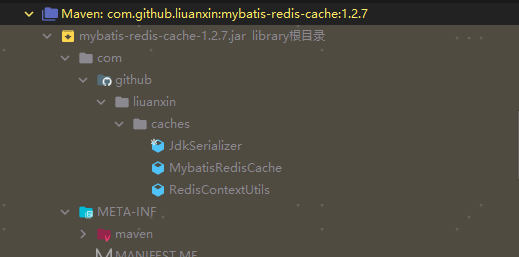 Maven: com.github.liuanxin:mybatis-redis-cache:1.2.7
mybatis-redis-cache-1.2.7.jar library根目录
com
github
liuanxin
caches
JdkSerializer
MybatisRedisCache
RedisContextUtils
META-INF
maven
MANIFEST.MF